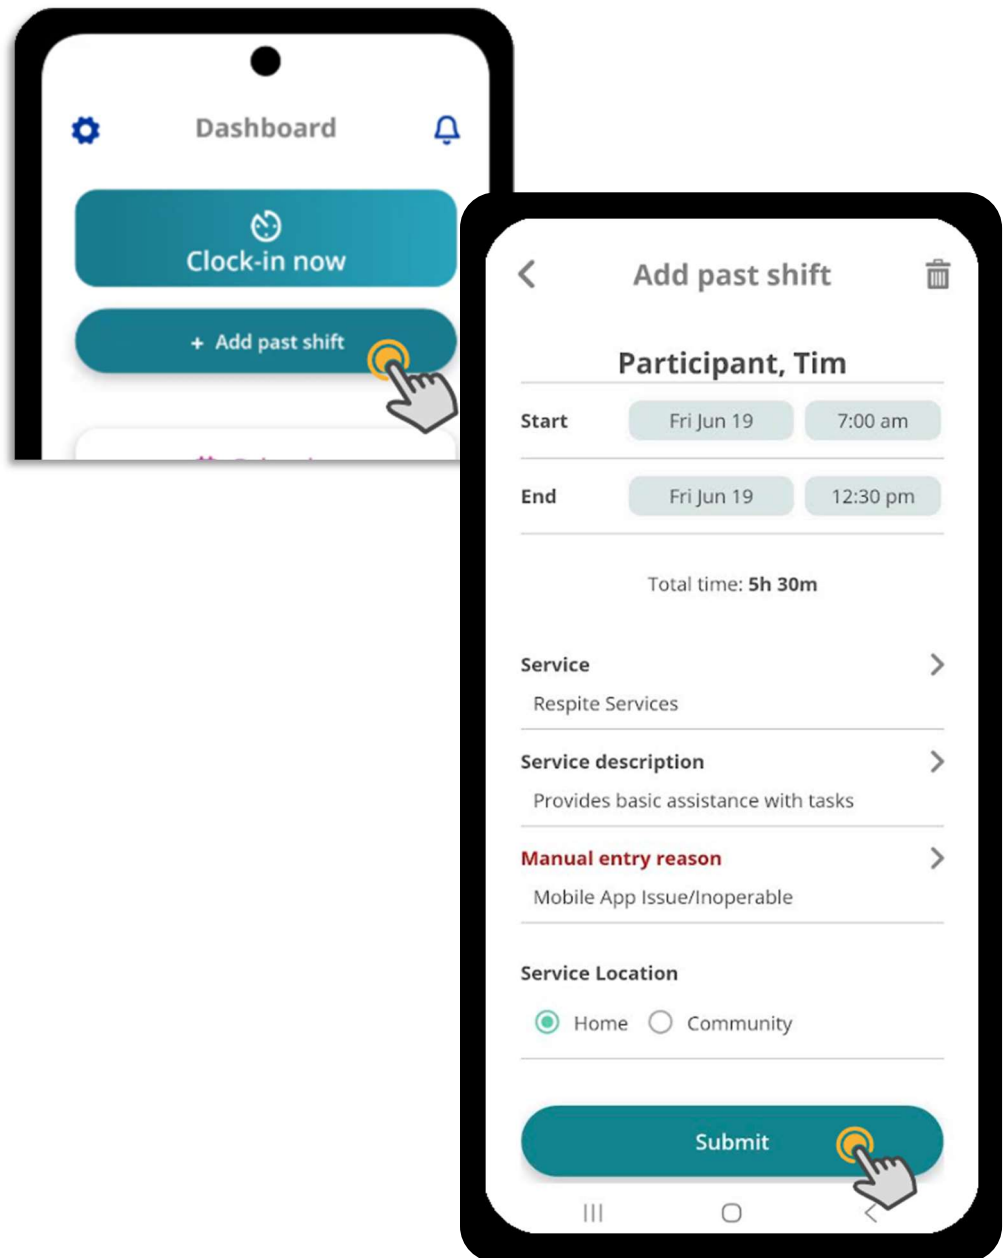 Dashboard
Clock-in now
+ Add past shift
Add past shift
Participant, Tim
Start Fri Jun 19 7:00 am
End Fri Jun 19 12:30 pm
Total time: 5h 30m
Service
Respite Services
Service description
Provides basic assistance with tasks
Manual entry reason
Mobile App Issue/Inoperable
Service Location
Home Community
Submit